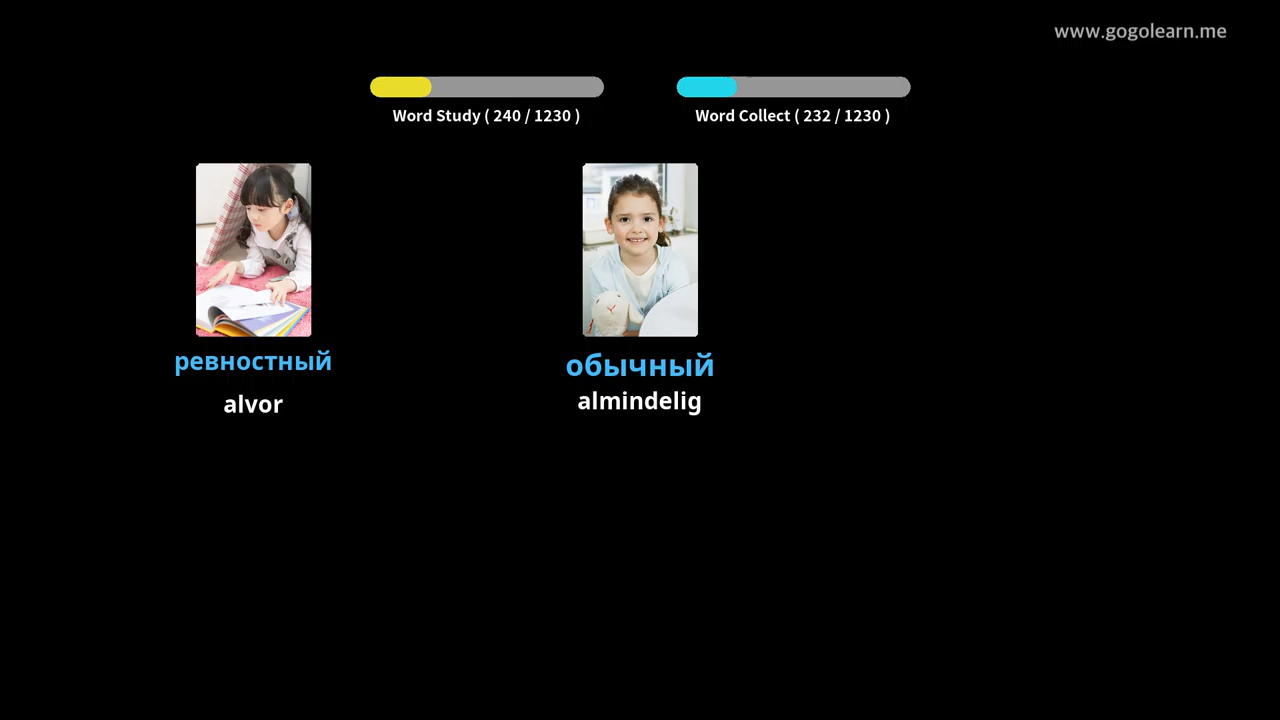 www.gogolearn.me
Word Study ( 240 / 1230 )
Word Collect ( 232 / 1230 )
ревностный
alvor
обычный
almindelig